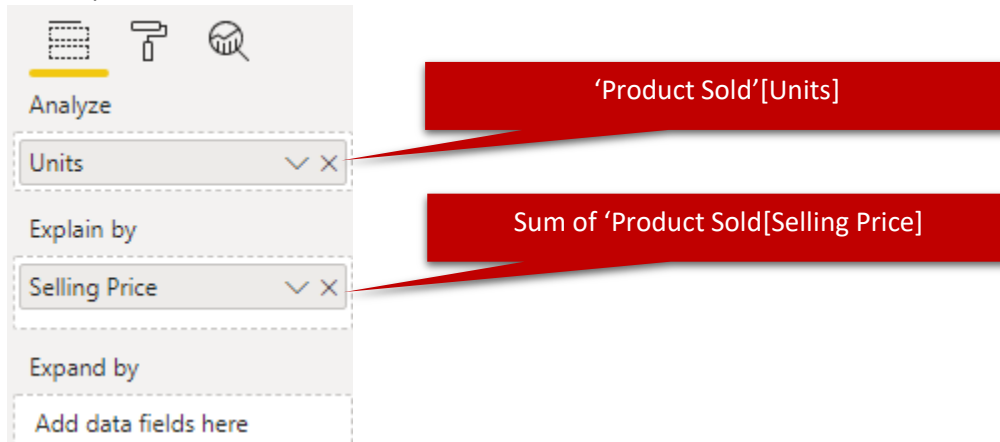 Analyze
‘Product Sold’[Units]
Units
Explain by
Sum of ‘Product Sold[Selling Price]
Selling Price
Expand by
Add data fields here